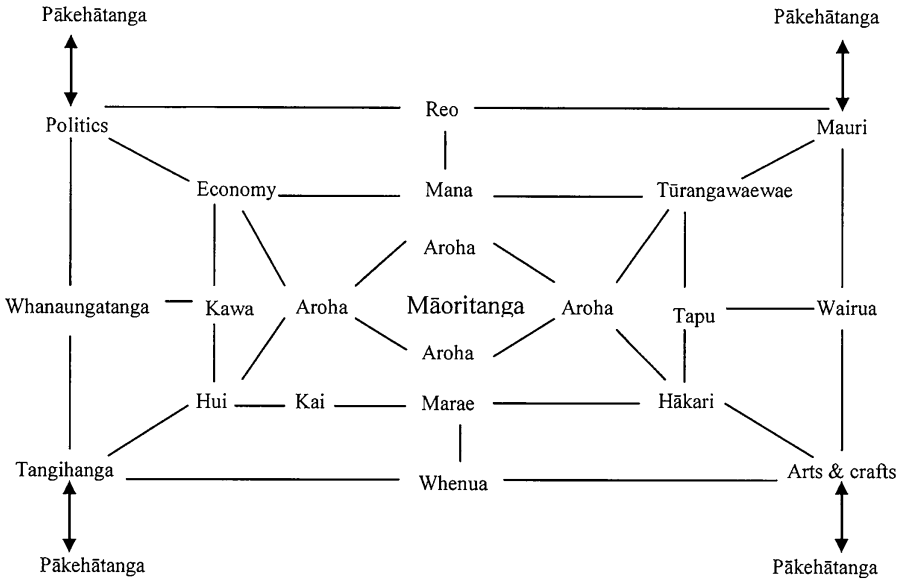 Pākehātanga
Pākehātanga
Reo
Politics
Mauri
Economy
Mana
Tūrangawaewae
Aroha
Whanaungatanga
Kawa
Aroha
Māoritanga
Aroha
Tapu
Wairua
Aroha
Hui
Kai
Marae
Hākari
Tangihanga
Whenua
Arts & crafts
Pākehātanga
Pākehātanga